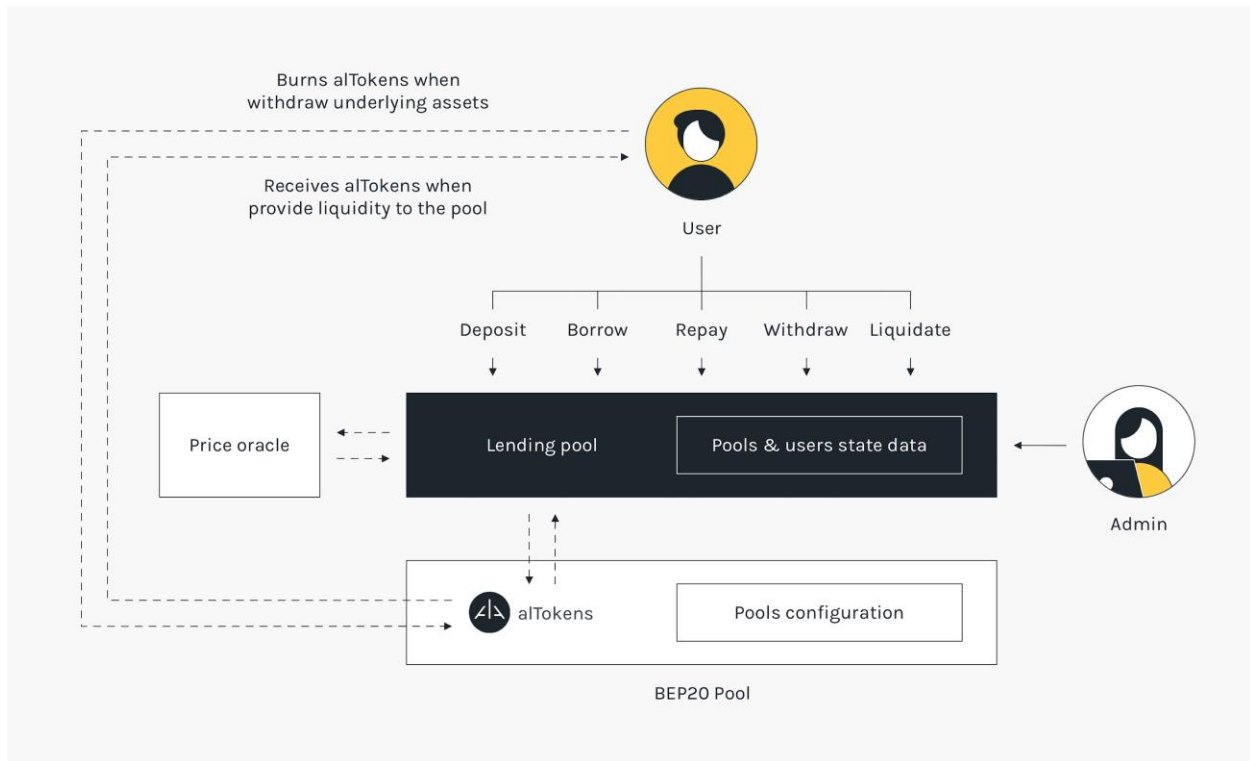 Burns alTokens when
withdraw underlying assets
Receives alTokens when
provide liquidity to the pool
User
Deposit
Borrow
Repay
Withdraw
Liquidate
Price oracle
Lending pool
Pools & users state data
Admin
alTokens
Pools configuration
BEP20 Pool